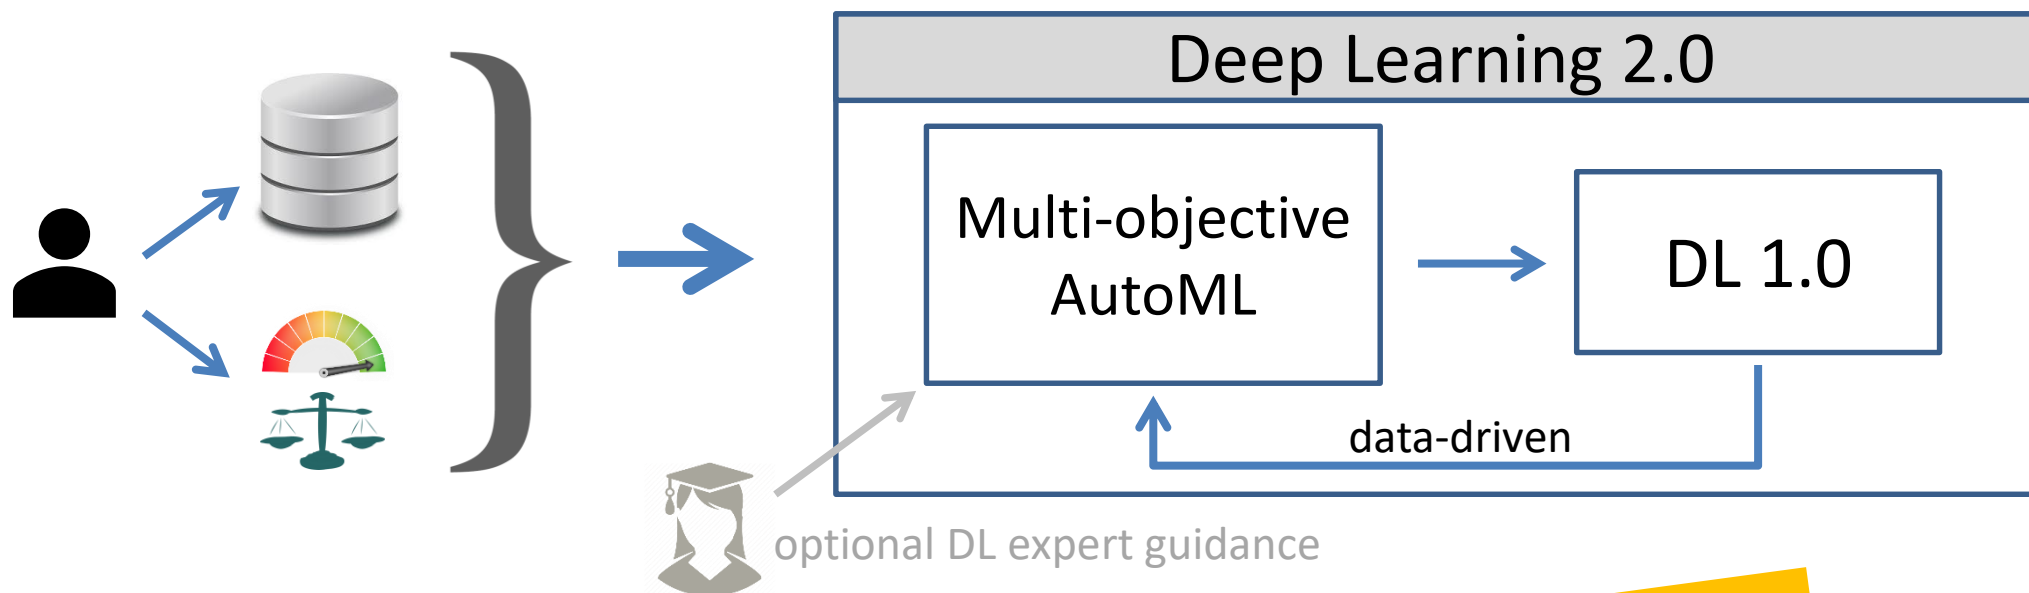 Deep Learning 2.0
Multi-objective
AutoML
DL 1.0
data-driven
optional DL expert guidance